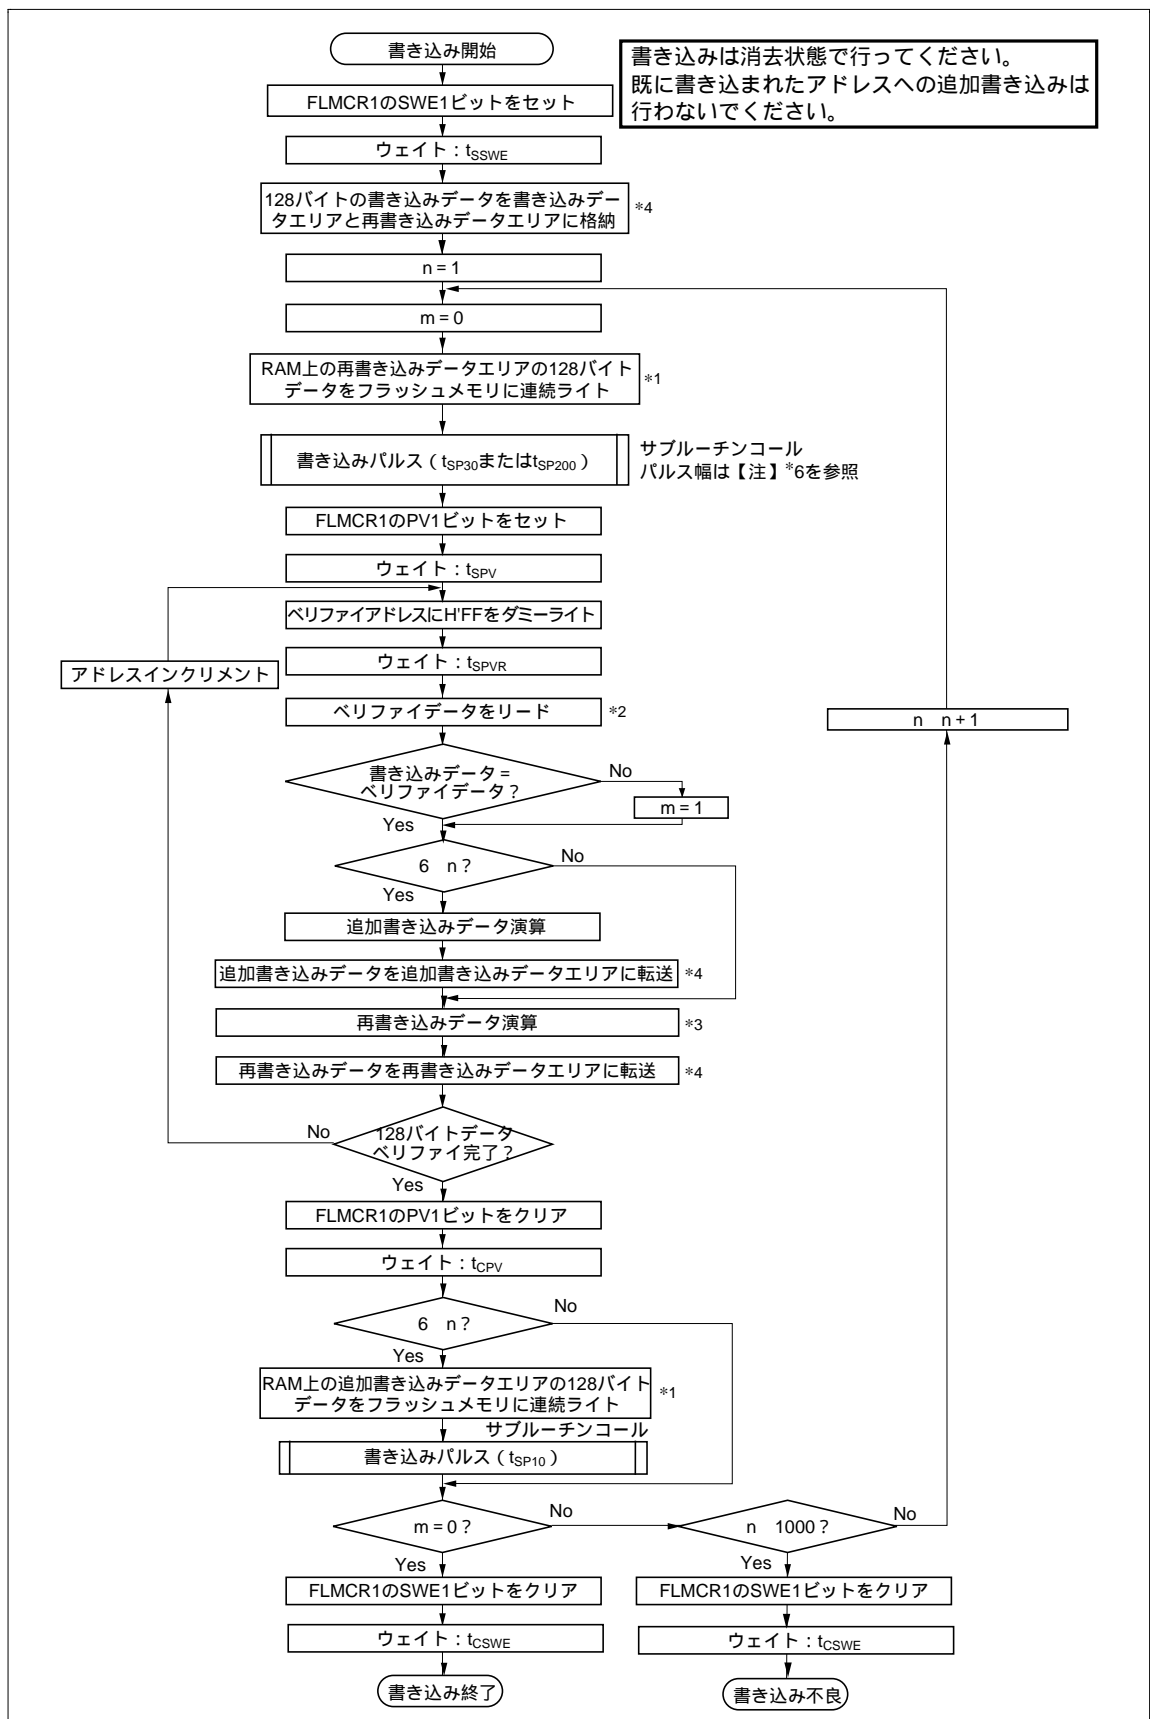 書き込み開始
書き込みは消去状態で行ってください。
既に書き込まれたアドレスへの追加書き込みは
行わないでください。
FLMCR1のSWE1ビットをセット
ウェイト：tSSWE
128バイトの書き込みデータを書き込みデー
タエリアと再書き込みデータエリアに格納
*4
n = 1
m = 0
RAM上の再書き込みデータエリアの128バイト
データをフラッシュメモリに連続ライト
*1
書き込みパルス（tSP30またはtSP200）
サブルーチンコール
パルス幅は【注】*6を参照
FLMCR1のPV1ビットをセット
ウェイト：tSPV
ベリファイアドレスにH'FFをダミーライト
ウェイト：tSPVR
アドレスインクリメント
ベリファイデータをリード
*2
n n + 1
書き込みデータ =
ベリファイデータ？
No
m = 1
Yes
6 n？
No
Yes
追加書き込みデータ演算
追加書き込みデータを追加書き込みデータエリアに転送
*4
再書き込みデータ演算
*3
再書き込みデータを再書き込みデータエリアに転送
*4
128バイトデータ
ベリファイ完了？
No
Yes
FLMCR1のPV1ビットをクリア
ウェイト：tCPV
6 n？
No
Yes
RAM上の追加書き込みデータエリアの128バイト
データをフラッシュメモリに連続ライト
*1
サブルーチンコール
書き込みパルス（tSP10）
m = 0？
No
n 1000？
No
Yes
Yes
FLMCR1のSWE1ビットをクリア
FLMCR1のSWE1ビットをクリア
ウェイト：tCSWE
ウェイト：tCSWE
書き込み終了
書き込み不良